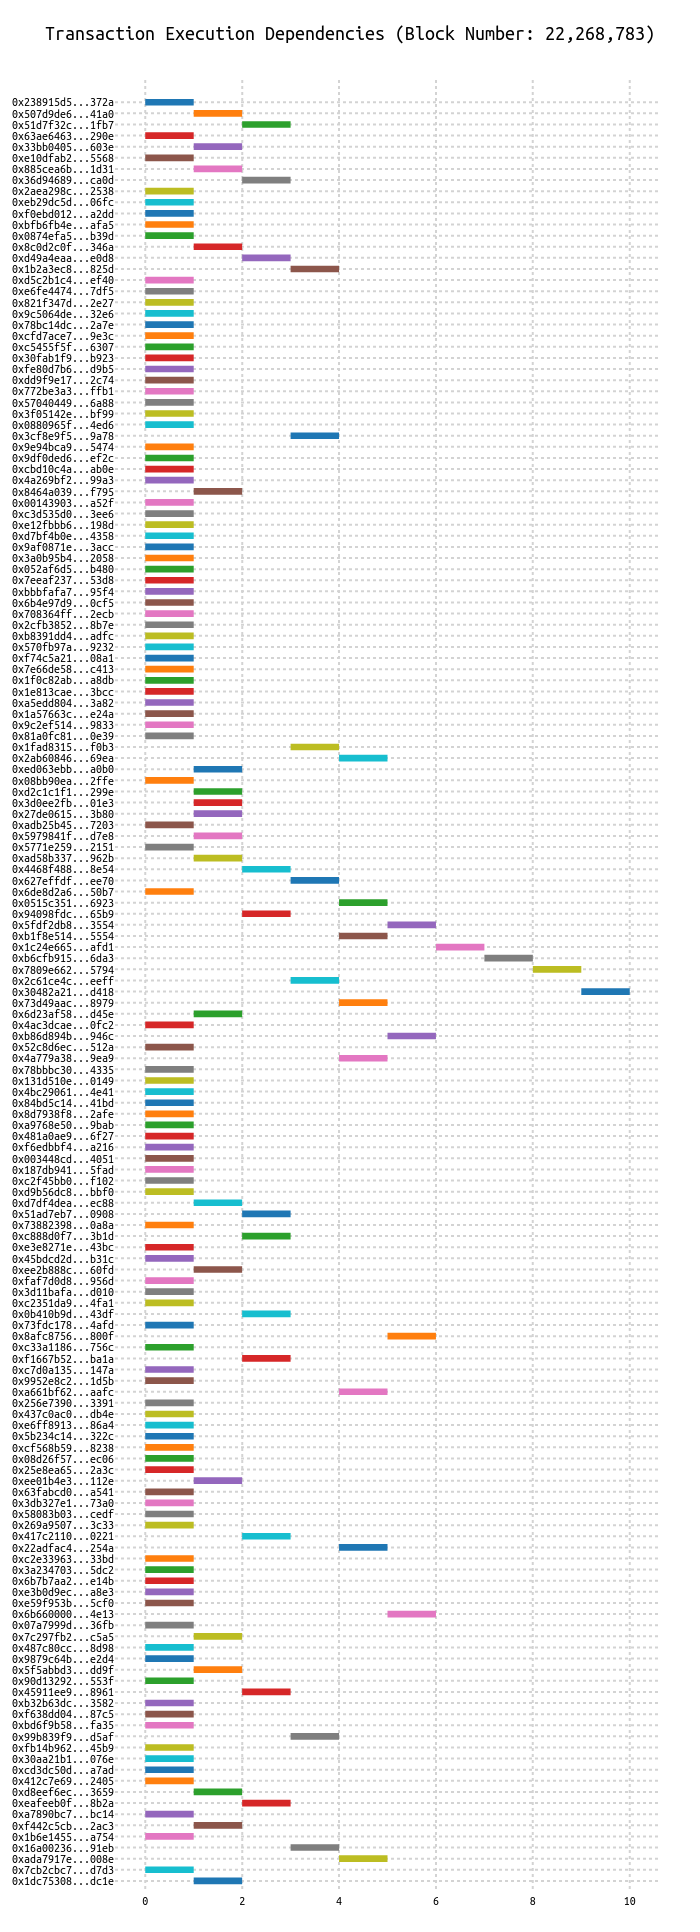 Transaction Execution Dependencies (Block Number: 22,268,783)
0x238915d5...372a
0x507d9de6...41a0
0x51d7f32c...1fb7
0x63ae6463...290e
0x33bb0405...603e
0xe10dfab2...5568
0x885cea6b...1d31
0x36d94689...ca0d
0x2aea298c...2538
0xeb29dc5d...06fc
0xf0ebd012...a2dd
0xbfb6fb4e...afa5
0x0874efa5...b39d
0x8c0d2c0f...346a
0xd49a4eaa...e0d8
0x1b2a3ec8...825d
0xd5c2b1c4...ef40
0xe6fe4474...7df5
0x821f347d...2e27
0x9c5064de...32e6
0x78bc14dc...2a7e
0xcfd7ace7...9e3c
0xc5455f5f...6307
0x30fab1f9...b923
0xfe80d7b6...d9b5
0xdd9f9e17...2c74
0x772be3a3...ffb1
0x57040449...6a88
0x3f05142e...bf99
0x0880965f...4ed6
0x3cf8e9f5...9a78
0x9e94bca9...5474
0x9df0ded6...ef2c
0xcbd10c4a...ab0e
0x4a269bf2...99a3
0x8464a039...f795
0x00143903...a52f
0xc3d535d0...3ee6
0xe12fbbb6...198d
0xd7bf4b0e...4358
0x9af0871e...3acc
0x3a0b95b4...2058
0x052af6d5...b480
0x7eeaf237...53d8
0xbbbfafa7...95f4
0x6b4e97d9...0cf5
0x708364ff...2ecb
0x2cfb3852...8b7e
0xb8391dd4...adfc
0x570fb97a...9232
0xf74c5a21...08a1
0x7e66de58...c413
0x1f0c82ab...a8db
0x1e813cae...3bcc
0xa5edd804...3a82
0x1a57663c...e24a
0x9c2ef514...9833
0x81a0fc81...0e39
0x1fad8315...f0b3
0x2ab60846...69ea
0xed063ebb...a0b0
0x08bb90ea...2ffe
0xd2c1c1f1...299e
0x3d0ee2fb...01e3
0x27de0615...3b80
0xadb25b45...7203
0x5979841f...d7e8
0x5771e259...2151
0xad58b337...962b
0x4468f488...8e54
0x627effdf...ee70
0x6de8d2a6...50b7
0x0515c351...6923
0x94098fdc...65b9
0x5fdf2db8...3554
0xb1f8e514...5554
0x1c24e665...afd1
0xb6cfb915...6da3
0x7809e662...5794
0x2c61ce4c...eeff
0x30482a21...d418
0x73d49aac...8979
0x6d23af58...d45e
0x4ac3dcae...0fc2
0xb86d894b...946c
0x52c8d6ec...512a
0x4a779a38...9ea9
0x78bbbc30...4335
0x131d510e...0149
0x4bc29061...4e41
0x84bd5c14...41bd
0x8d7938f8...2afe
0xa9768e50...9bab
0x481a0ae9...6f27
0xf6edbbf4...a216
0x003448cd...4051
0x187db941...5fad
0xc2f45bb0...f102
0xd9b56dc8...bbf0
0xd7df4dea...ec88
0x51ad7eb7...0908
0x73882398...0a8a
0xc888d0f7...3b1d
0xe3e8271e...43bc
0x45bdcd2d...b31c
0xee2b888c...60fd
0xfaf7d0d8...956d
0x3d11bafa...d010
0xc2351da9...4fa1
0x0b410b9d...43df
0x73fdc178...4afd
0x8afc8756...800f
0xc33a1186...756c
0xf1667b52...ba1a
0xc7d0a135...147a
0x9952e8c2...1d5b
0xa661bf62...aafc
0x256e7390...3391
0x437c0ac0...db4e
0xe6ff8913...86a4
0x5b234c14...322c
0xcf568b59...8238
0x08d26f57...ec06
0x25e8ea65...2a3c
0xee01b4e3...112e
0x63fabcd0...a541
0x3db327e1...73a0
0x58083b03...cedf
0x269a9507...3c33
0x417c2110...0221
0x22adfac4...254a
0xc2e33963...33bd
0x3a234703...5dc2
0x6b7b7aa2...e14b
0xe3b0d9ec...a8e3
0xe59f953b...5cf0
0x6b660000...4e13
0x07a7999d...36fb
0x7c297fb2...c5a5
0x487c80cc...8d98
0x9879c64b...e2d4
0x5f5abbd3...dd9f
0x90d13292...553f
0x45911ee9...8961
0xb32b63dc...3582
0xf638dd04...87c5
0xbd6f9b58...fa35
0x99b839f9...d5af
0xfb14b962...45b9
0x30aa21b1...076e
0xcd3dc50d...a7ad
0x412c7e69...2405
0xd8eef6ec...3659
0xeafeeb0f...8b2a
0xa7890bc7...bc14
0xf442c5cb...2ac3
0x1b6e1455...a754
0x16a00236...91eb
0xada7917e...008e
0x7cb2cbc7...d7d3
0x1dc75308...dc1e
0 2 4 6 8 10